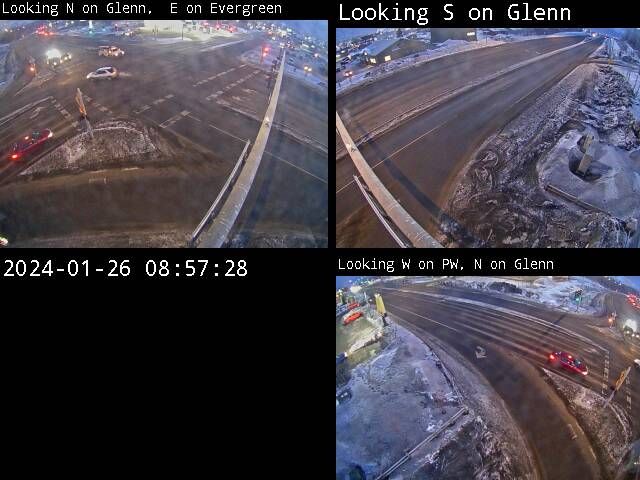 Looking N on Glenn, E on Evergreen
Looking S on Glenn
2024-01-26 08:57:28
Looking W on PW, N on Glenn